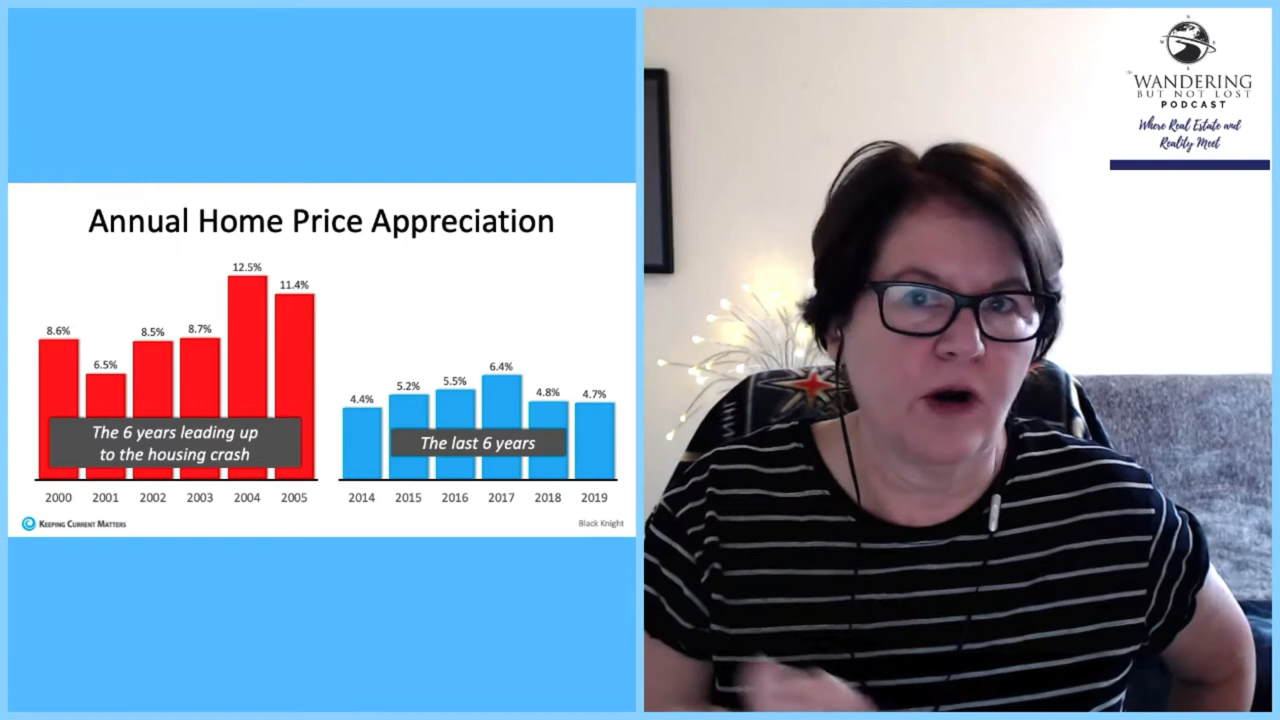 Annual Home Price Appreciation
12.5%
11.4%
8.6%
8.5%
8.7%
6.5%
6.4%
5.5%
5.2%
4.8%
4.7%
4.4%
The 6 years leading up
to the housing crash
The last 6 years
2000 2001 2002 2003 2004 2005 2014 2015 2016 2017 2018 2019
KEEPING CURRENT MATTERS
Black Knight
The
WANDERING
BUT NOT LOST
PODCAST
Where Real Estate and
Reality Meet